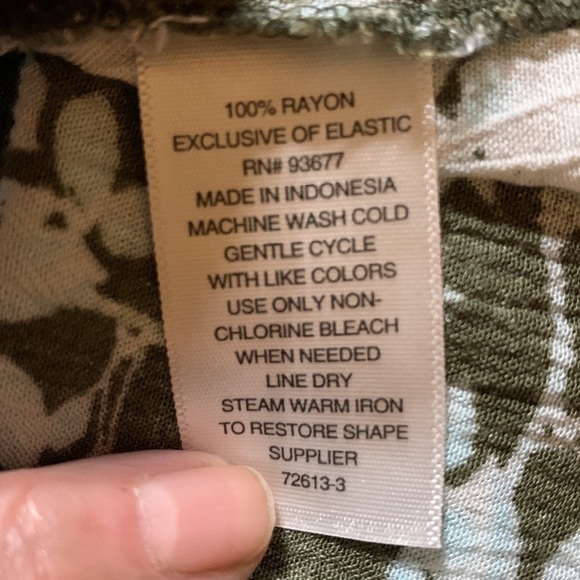 100% RAYON
EXCLUSIVE OF ELASTIC
RN# 93677
MADE IN INDONESIA
MACHINE WASH COLD
GENTLE CYCLE
WITH LIKE COLORS
USE ONLY NON-
CHLORINE BLEACH
WHEN NEEDED
LINE DRY
STEAM WARM IRON
TO RESTORE SHAPE
SUPPLIER
72613-3